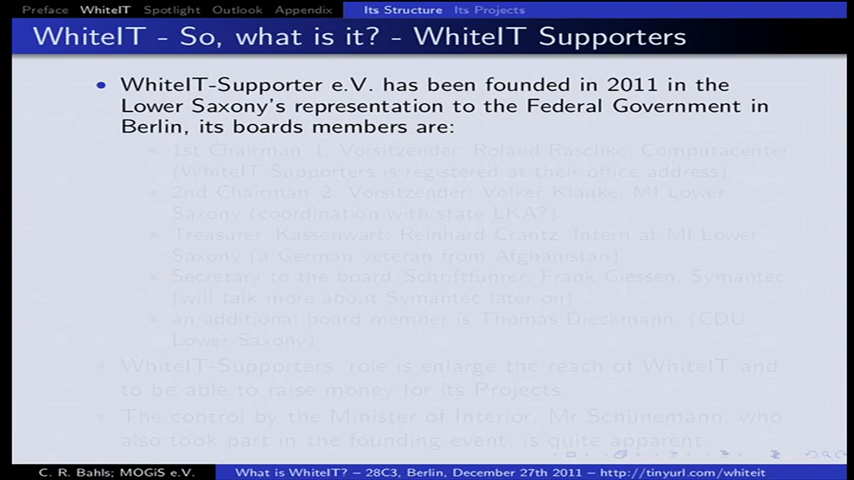 Preface WhiteIT Spotlight Outlook Appendix Its Structure Its Projects
WhiteIT - So, what is it? - WhiteIT Supporters
WhiteIT-Supporter e.V. has been founded in 2011 in the
Lower Saxony's representation to the Federal Government in
Berlin, its boards members are:
1st Chairman 1. Vorsitzender: Roland Raschke, Computacenter
(WhiteIT-Supporters is registered at their office address)
2nd Chairman 2. Vorsitzender: Volker Klauke, MI Lower
Saxony (coordination with state LKA?)
Treasurer Kassenwart: Reinhard Crantz, Intern at MI Lower
Saxony (a German veteran from Afghanistan)
Secretary to the board Schriftführer: Frank Giessen, Symantec
(will talk more about Symantec later on)
an additional board member is Thomas Dieckmann, (CDU
Lower Saxony)
WhiteIT-Supporters' role is enlarge the reach of WhiteIT and
to be able to raise money for its Projects
The control by the Minister of Interior, Mr Schünemann, who
also took part in the founding event, is quite apparent.
C. R. Bahls; MOGiS e.V. What is WhiteIT? – 28C3, Berlin, December 27th 2011 – http://tinyurl.com/whiteit